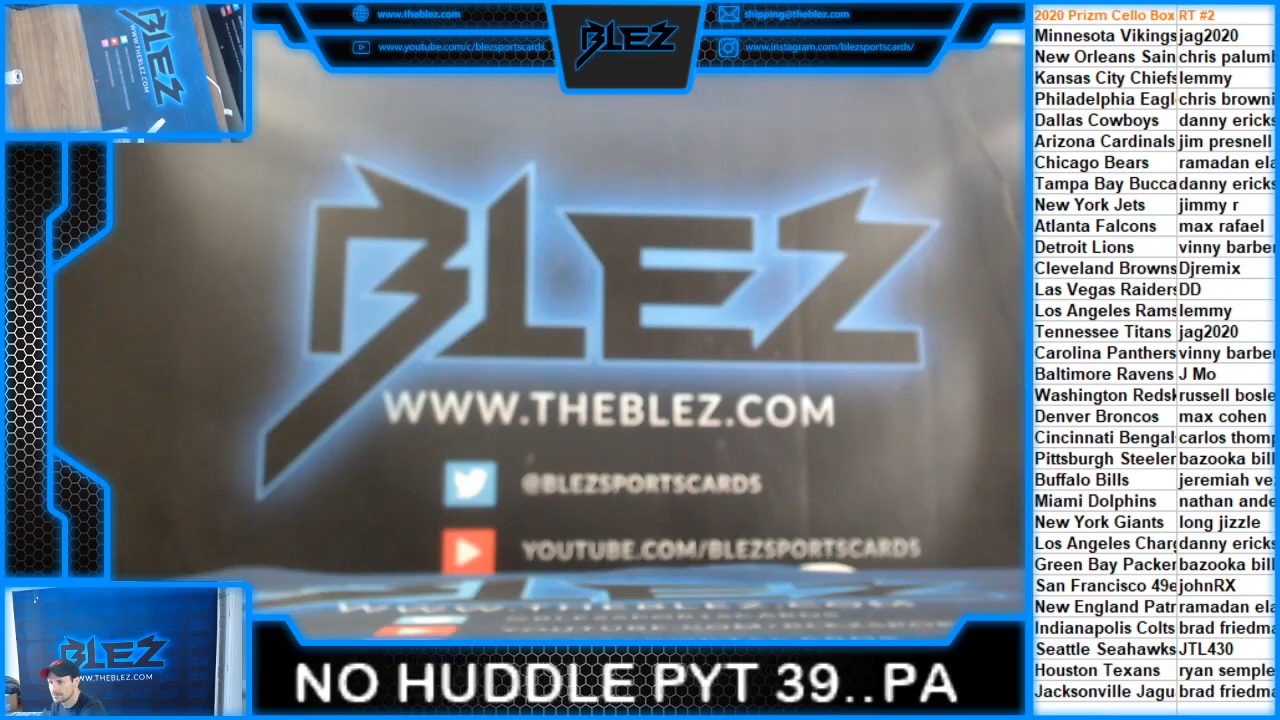 www.theblez.com
www.youtube.com/c/blezsportscards
BLEZ
shipping@theblez.com
www.instagram.com/blezsportscards/
BLEZ
THEBLEZ.COM
BLEZ
WWW.THEBLEZ.COM
@BLEZSPORTSCARDS
YOUTUBE.COM/BLEZSPORTSCARDS
WWW.THEBLEZ.COM
BLEZ
THEBLEZ.COM
NO HUDDLE PYT 39..PA
2020 Prizm Cello Box RT #2
Minnesota Vikings jag2020
New Orleans Sain chris palumb
Kansas City Chiefs lemmy
Philadelphia Eagl chris browni
Dallas Cowboys danny ericks
Arizona Cardinals jim presnell
Chicago Bears ramadan ela
Tampa Bay Bucca danny ericks
New York Jets jimmy r
Atlanta Falcons max rafael
Detroit Lions vinny barber
Cleveland Browns Djremix
Las Vegas Raiders DD
Los Angeles Rams lemmy
Tennessee Titans jag2020
Carolina Panthers vinny barber
Baltimore Ravens J Mo
Washington Redsk russell bosle
Denver Broncos max cohen
Cincinnati Bengal carlos thomp
Pittsburgh Steeler bazooka bill
Buffalo Bills jeremiah ve
Miami Dolphins nathan ande
New York Giants long jizzle
Los Angeles Charg danny ericks
Green Bay Packer bazooka bill
San Francisco 49e johnRX
New England Patr ramadan ela
Indianapolis Colts brad friedma
Seattle Seahawks JTL430
Houston Texans ryan semple
Jacksonville Jagu brad friedma